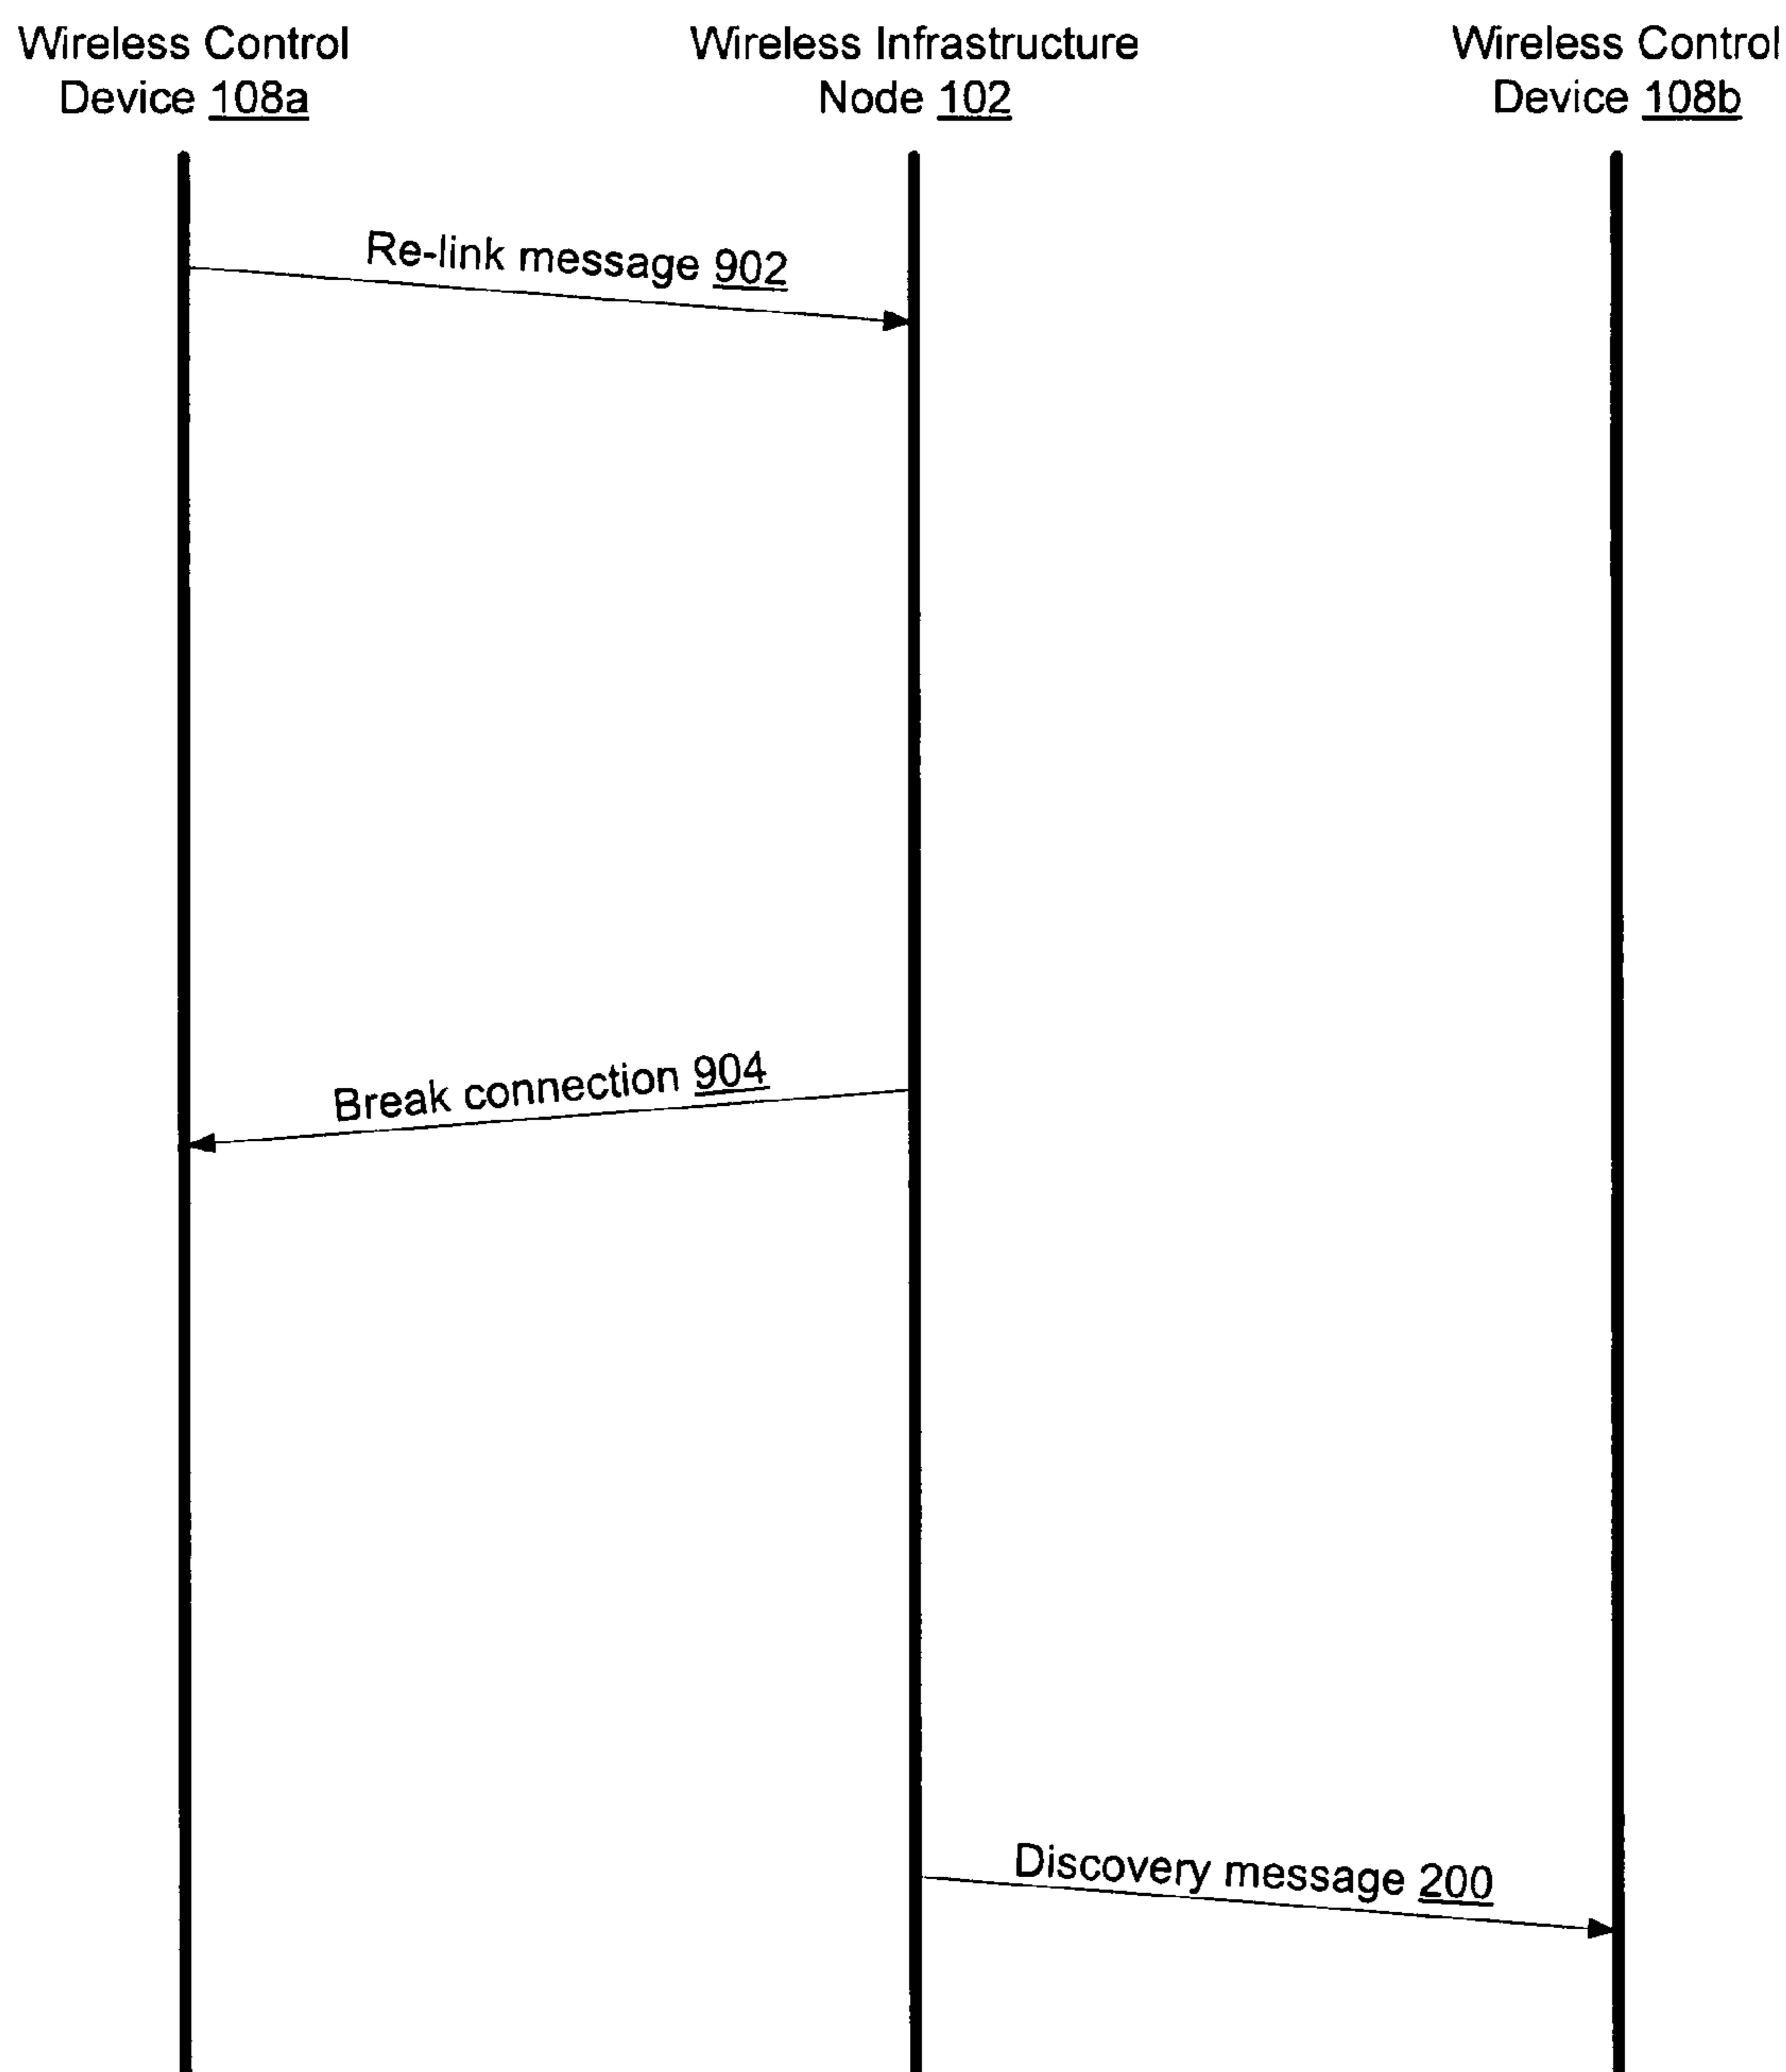 Wireless Control
Device 108a
Wireless Infrastructure
Node 102
Wireless Control
Device 108b
Re-link message 902
Break connection 904
Discovery message 200